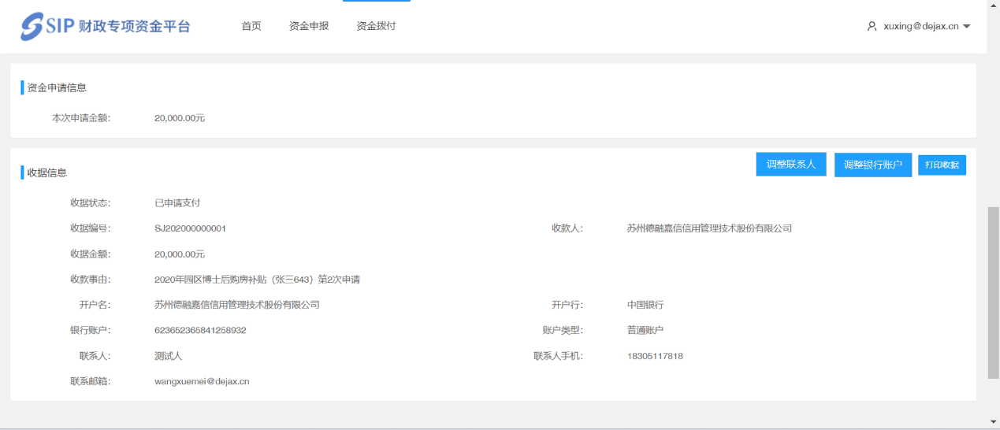 SIP 财政专项资金平台 首页 资金申报 资金拨付 xuxing@dejax.cn
资金申请信息
本次申请金额: 20,000.00元
收据信息 调整联系人 调整银行账户 打印收据
收据状态: 已申请支付
收据编号: SJ202000000001 收款人: 苏州德融嘉信信用管理技术股份有限公司
收据金额: 20,000.00元
收款事由: 2020年园区博士后购房补贴（张三643）第2次申请
开户名: 苏州德融嘉信信用管理技术股份有限公司 开户行: 中国银行
银行账户: 623652365841258932 账户类型: 普通账户
联系人: 测试人 联系人手机: 18305117818
联系邮箱: wangxuemei@dejax.cn